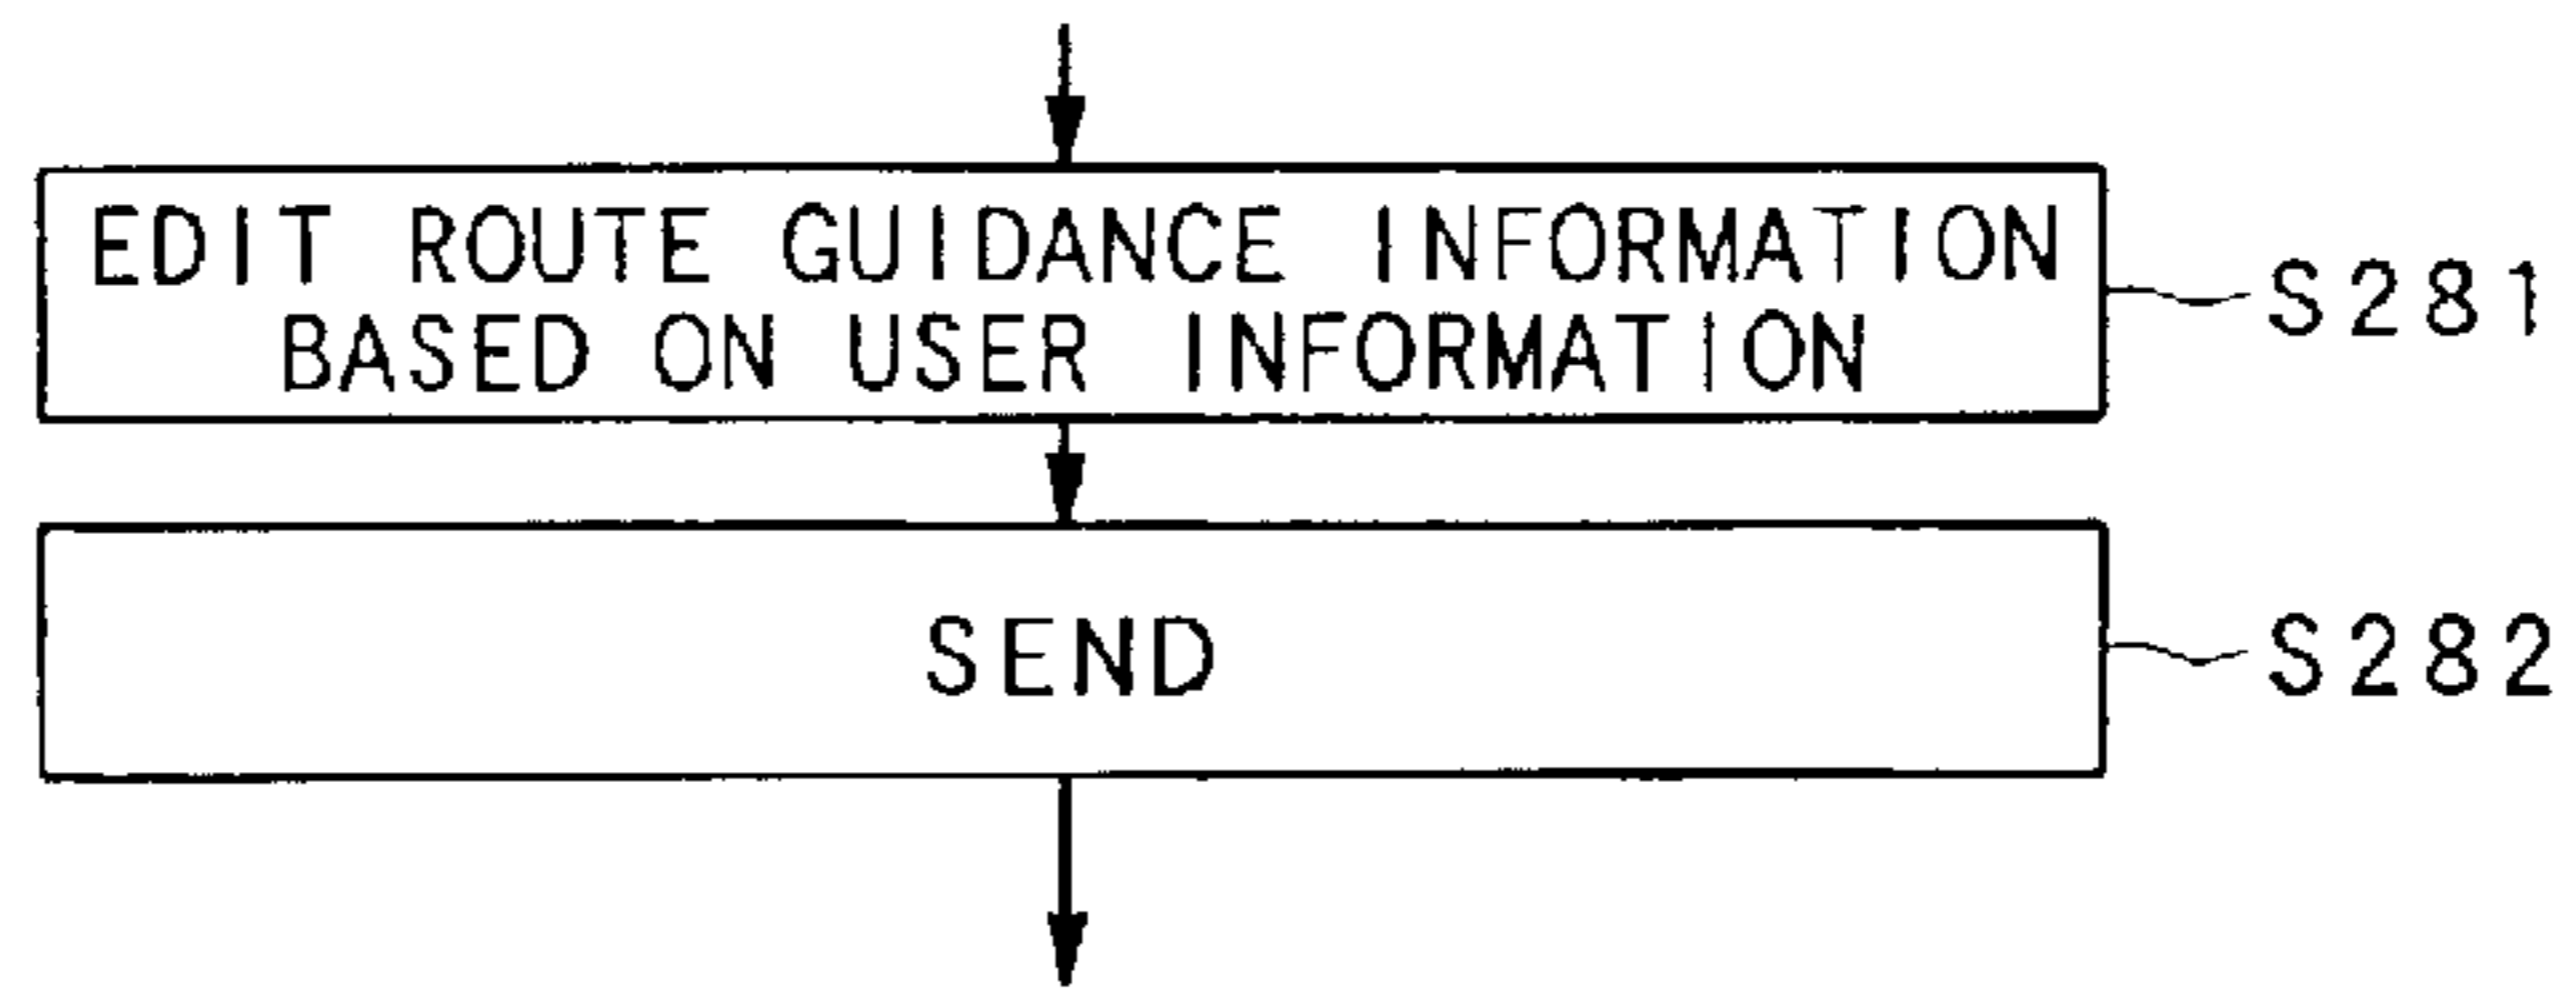 EDIT ROUTE GUIDANCE INFORMATION
BASED ON USER INFORMATION
S281
SEND
S282